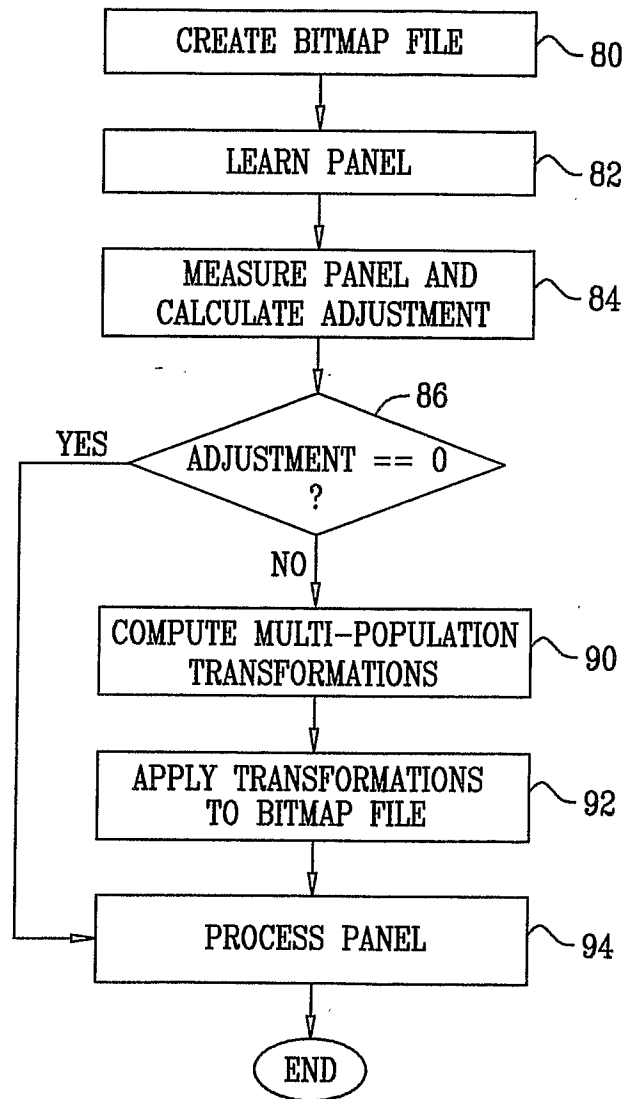 CREATE BITMAP FILE
80
LEARN PANEL
82
MEASURE PANEL AND
CALCULATE ADJUSTMENT
84
86
YES
ADJUSTMENT == 0
?
NO
COMPUTE MULTI-POPULATION
TRANSFORMATIONS
90
APPLY TRANSFORMATIONS
TO BITMAP FILE
92
PROCESS PANEL
94
END